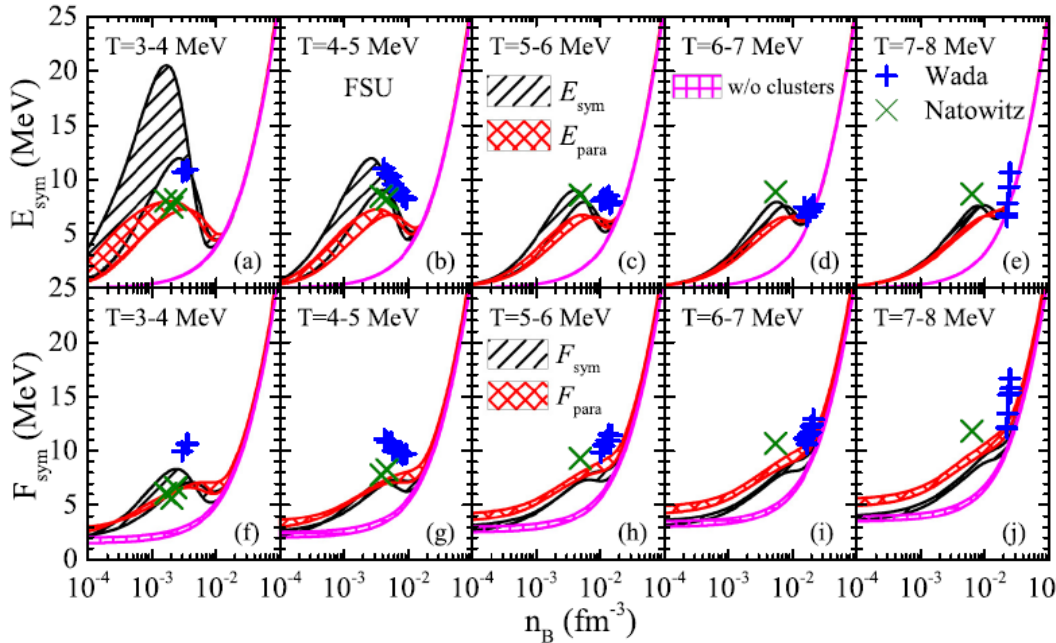 T=3-4 MeV T=4-5 MeV T=5-6 MeV T=6-7 MeV T=7-8 MeV
FSU
E_sym
E_para
w/o clusters
Wada
Natowitz
25
20
15
10
5
E_sym (MeV)
(a) (b) (c) (d) (e)
T=3-4 MeV T=4-5 MeV T=5-6 MeV T=6-7 MeV T=7-8 MeV
F_sym
F_para
25
20
15
10
5
0
F_sym (MeV)
(f) (g) (h) (i) (j)
10⁻⁴ 10⁻³ 10⁻² 10⁻⁴ 10⁻³ 10⁻² 10⁻⁴ 10⁻³ 10⁻² 10⁻⁴ 10⁻³ 10⁻² 10⁻⁴ 10⁻³ 10⁻² 10⁻¹
n_B (fm⁻³)